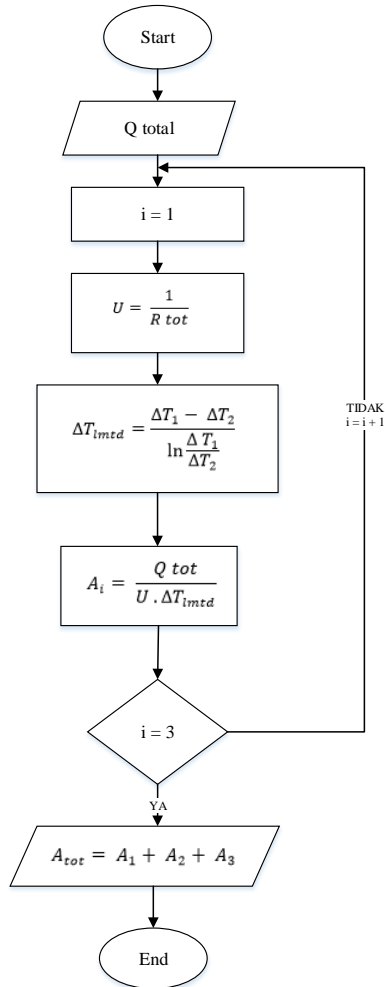 Start
Q total
i = 1
U = 1 / R tot
ΔT_lmtd = (ΔT_1 − ΔT_2) / ln (Δ T_1 / ΔT_2)
A_i = Q tot / (U . ΔT_lmtd)
i = 3
TIDAK
i = i + 1
YA
A_tot = A_1 + A_2 + A_3
End